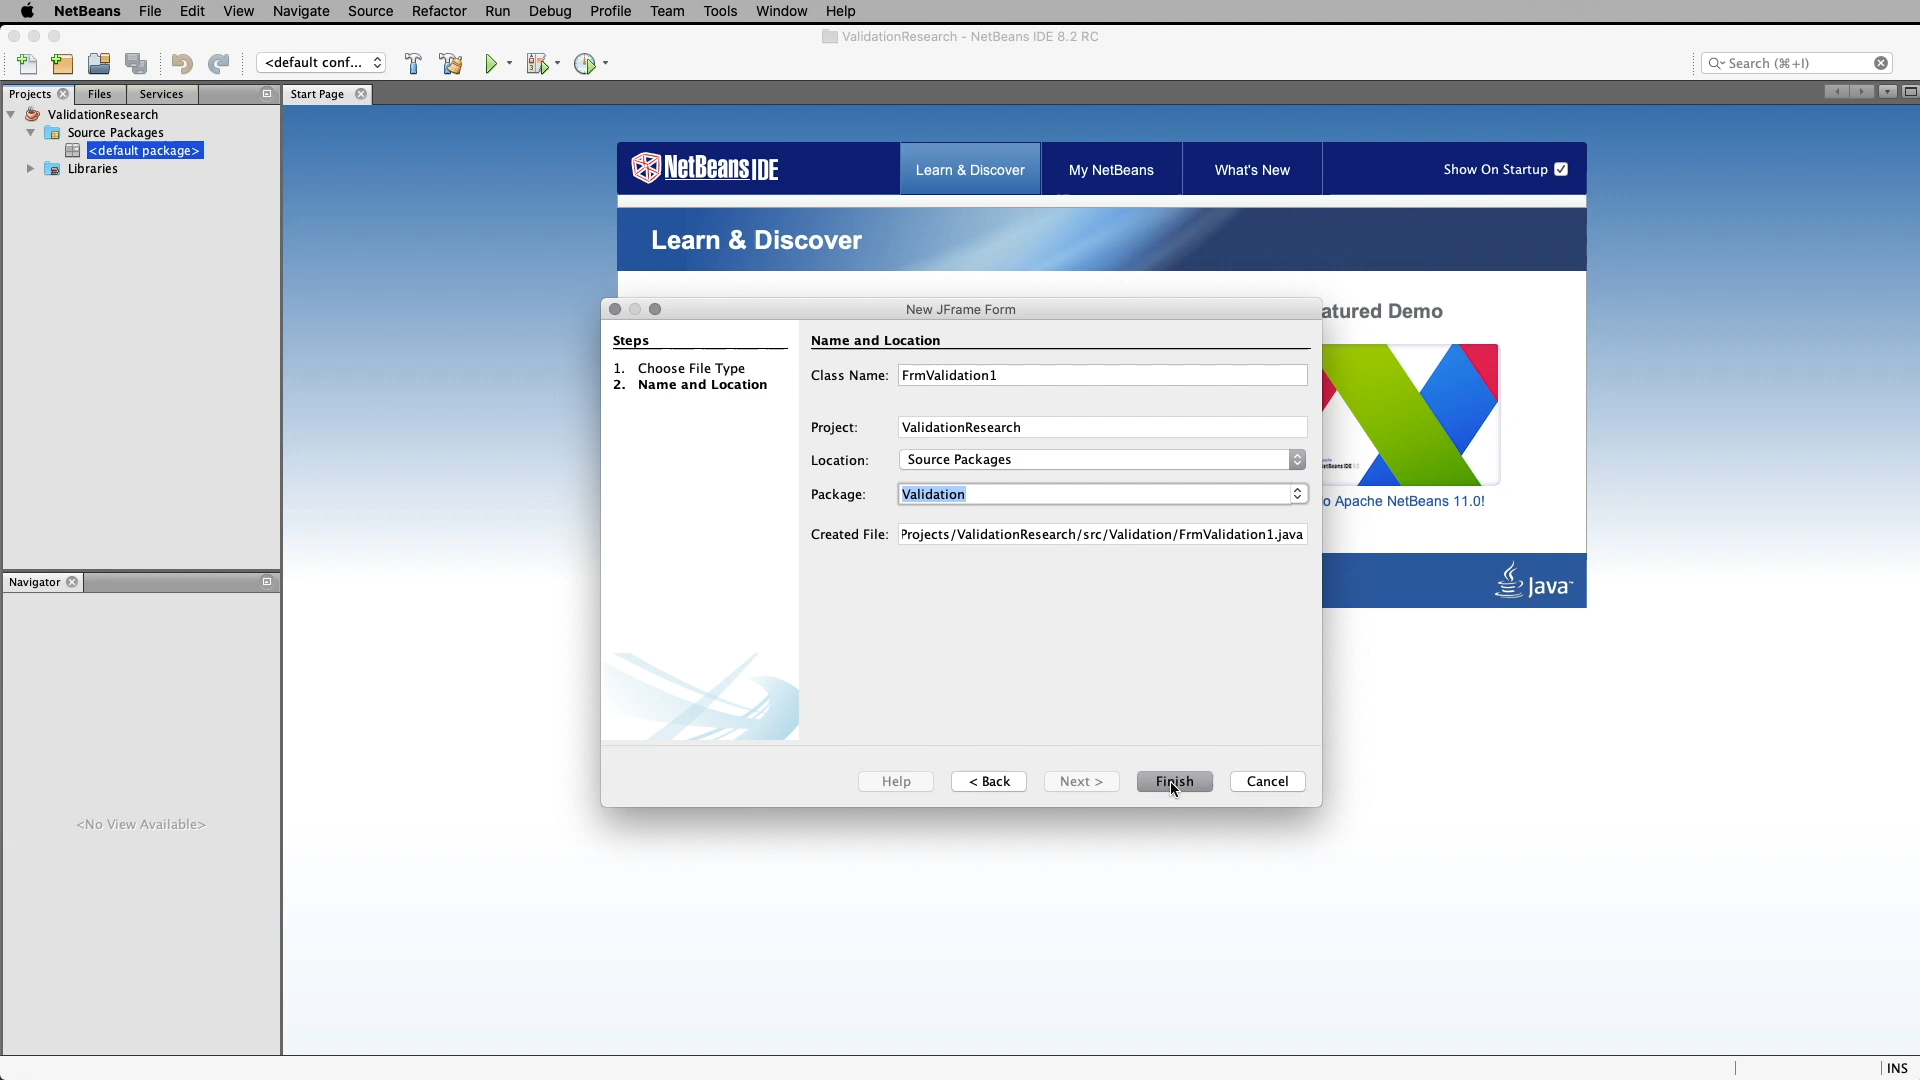 NetBeans File Edit View Navigate Source Refactor Run Debug Profile Team Tools Window Help
ValidationResearch - NetBeans IDE 8.2 RC
<default conf...
Search (⌘+I)
Projects Files Services Start Page
ValidationResearch
Source Packages
<default package>
Libraries
NetBeans IDE Learn & Discover My NetBeans What's New Show On Startup
Learn & Discover
atured Demo
o Apache NetBeans 11.0!
Java
New JFrame Form
Steps
1. Choose File Type
2. Name and Location
Name and Location
Class Name: FrmValidation1
Project: ValidationResearch
Location: Source Packages
Package: Validation
Created File: Projects/ValidationResearch/src/Validation/FrmValidation1.java
Help < Back Next > Finish Cancel
Navigator
<No View Available>
INS